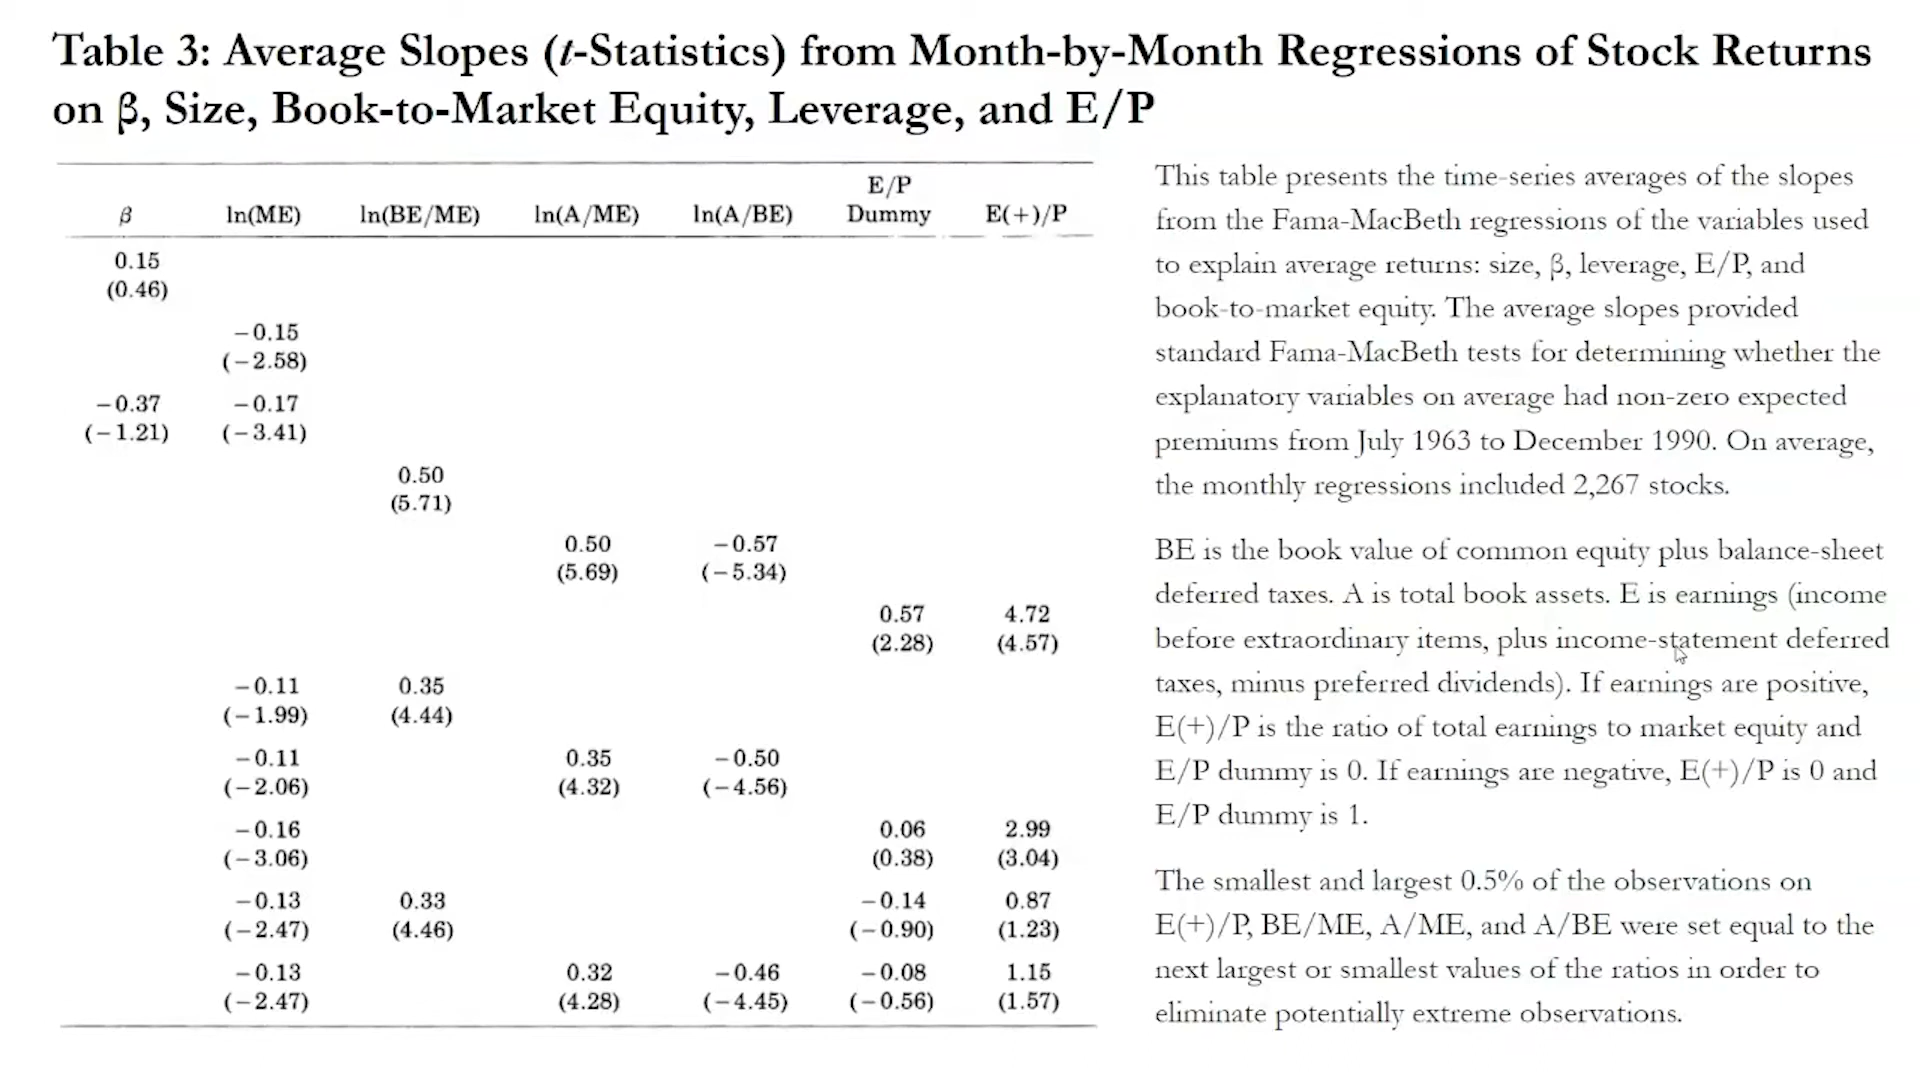 Table 3: Average Slopes (t-Statistics) from Month-by-Month Regressions of Stock Returns
on β, Size, Book-to-Market Equity, Leverage, and E/P
E/P
β ln(ME) ln(BE/ME) ln(A/ME) ln(A/BE) Dummy E(+)/P
0.15
(0.46)
−0.15
(−2.58)
−0.37 −0.17
(−1.21) (−3.41)
0.50
(5.71)
0.50 −0.57
(5.69) (−5.34)
0.57 4.72
(2.28) (4.57)
−0.11 0.35
(−1.99) (4.44)
−0.11 0.35 −0.50
(−2.06) (4.32) (−4.56)
−0.16 0.06 2.99
(−3.06) (0.38) (3.04)
−0.13 0.33 −0.14 0.87
(−2.47) (4.46) (−0.90) (1.23)
−0.13 0.32 −0.46 −0.08 1.15
(−2.47) (4.28) (−4.45) (−0.56) (1.57)
This table presents the time-series averages of the slopes
from the Fama-MacBeth regressions of the variables used
to explain average returns: size, β, leverage, E/P, and
book-to-market equity. The average slopes provided
standard Fama-MacBeth tests for determining whether the
explanatory variables on average had non-zero expected
premiums from July 1963 to December 1990. On average,
the monthly regressions included 2,267 stocks.
BE is the book value of common equity plus balance-sheet
deferred taxes. A is total book assets. E is earnings (income
before extraordinary items, plus income-statement deferred
taxes, minus preferred dividends). If earnings are positive,
E(+)/P is the ratio of total earnings to market equity and
E/P dummy is 0. If earnings are negative, E(+)/P is 0 and
E/P dummy is 1.
The smallest and largest 0.5% of the observations on
E(+)/P, BE/ME, A/ME, and A/BE were set equal to the
next largest or smallest values of the ratios in order to
eliminate potentially extreme observations.